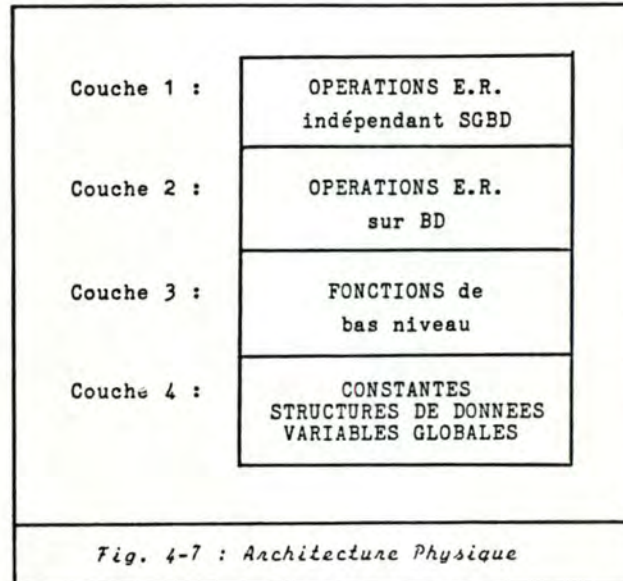 Couche 1 :
OPERATIONS E.R.
indépendant SGBD
Couche 2 :
OPERATIONS E.R.
sur BD
Couche 3 :
FONCTIONS de
bas niveau
Couche 4 :
CONSTANTES
STRUCTURES DE DONNEES
VARIABLES GLOBALES
Fig. 4-7 : Architecture Physique